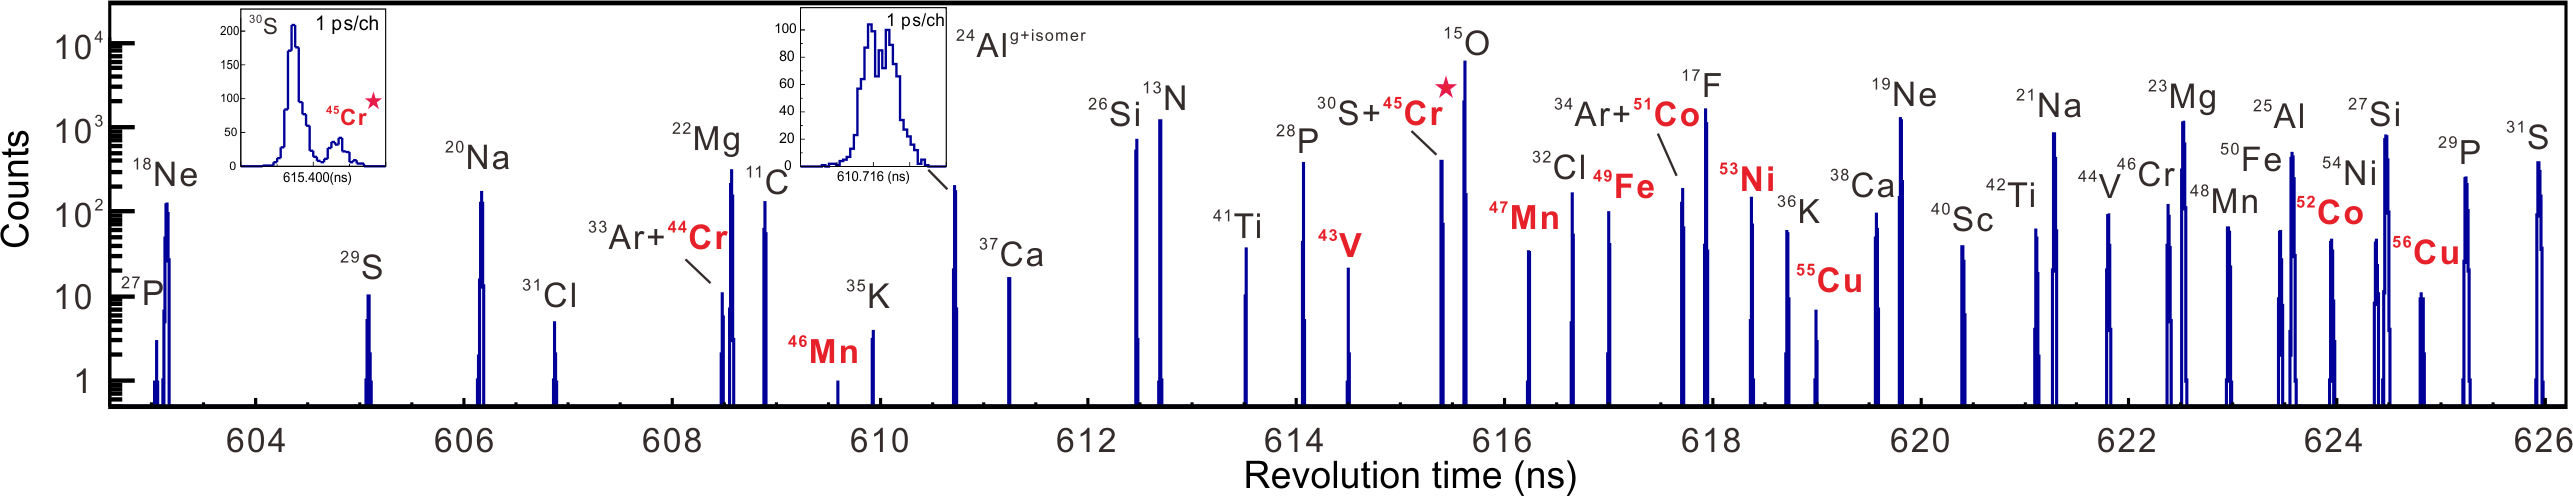 Counts
10⁴
10³
10²
10
1
³⁰S
1 ps/ch
⁴⁵Cr ★
200
150
100
50
0
615.400(ns)
1 ps/ch
100
80
60
40
20
0
610.716 (ns)
²⁷P
¹⁸Ne
²⁹S
²⁰Na
³¹Cl
³³Ar+⁴⁴Cr
²²Mg
¹¹C
⁴⁶Mn
³⁵K
²⁴Alᵍ⁺ⁱˢᵒᵐᵉʳ
³⁷Ca
²⁶Si
¹³N
⁴¹Ti
²⁸P
⁴³V
³⁰S+⁴⁵Cr ★
¹⁵O
⁴⁷Mn
³²Cl
⁴⁹Fe
³⁴Ar+⁵¹Co
¹⁷F
⁵³Ni
³⁶K
⁵⁵Cu
³⁸Ca
¹⁹Ne
⁴⁰Sc
⁴²Ti
²¹Na
⁴⁴V
⁴⁶Cr
²³Mg
⁴⁸Mn
⁵⁰Fe
²⁵Al
⁵²Co
⁵⁴Ni
²⁷Si
⁵⁶Cu
²⁹P
³¹S
604 606 608 610 612 614 616 618 620 622 624 626
Revolution time (ns)